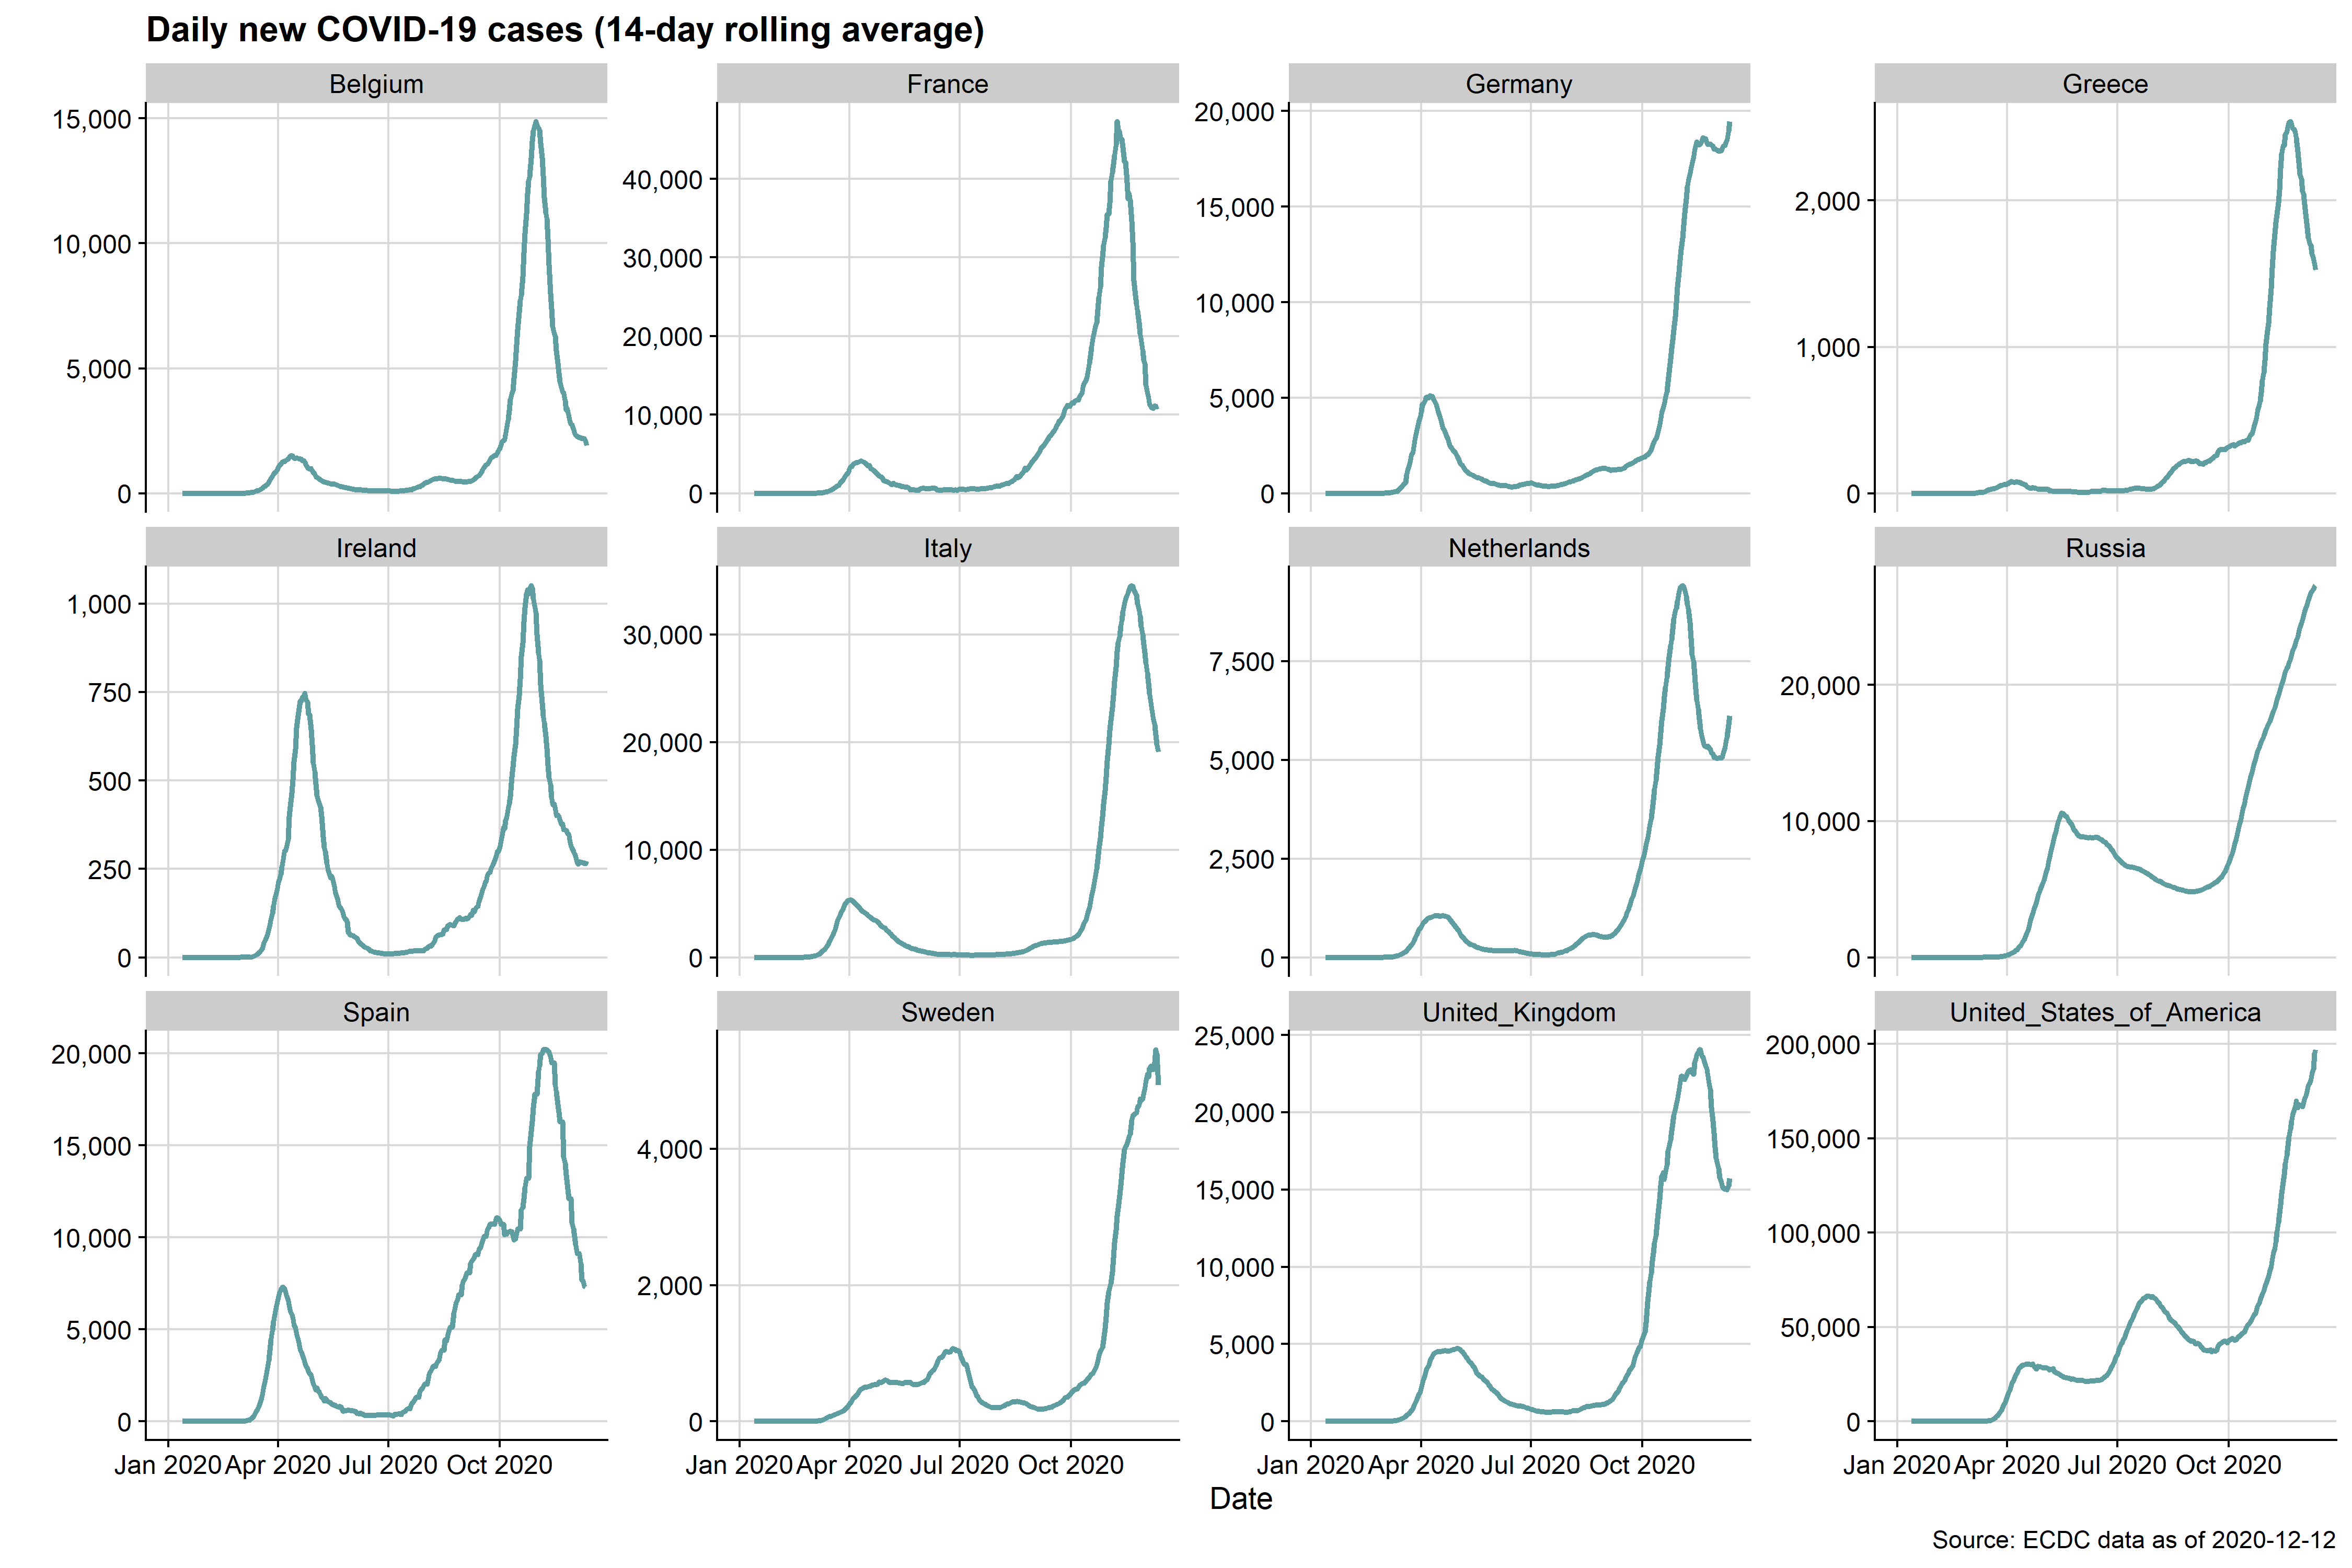 Daily new COVID-19 cases (14-day rolling average)
Belgium
France
Germany
Greece
15,000
10,000
5,000
0
40,000
30,000
20,000
10,000
0
20,000
15,000
10,000
5,000
0
2,000
1,000
0
Ireland
Italy
Netherlands
Russia
1,000
750
500
250
0
30,000
20,000
10,000
0
7,500
5,000
2,500
0
20,000
10,000
0
Spain
Sweden
United_Kingdom
United_States_of_America
20,000
15,000
10,000
5,000
0
4,000
2,000
0
25,000
20,000
15,000
10,000
5,000
0
200,000
150,000
100,000
50,000
0
Jan 2020 Apr 2020 Jul 2020 Oct 2020
Jan 2020 Apr 2020 Jul 2020 Oct 2020
Jan 2020 Apr 2020 Jul 2020 Oct 2020
Jan 2020 Apr 2020 Jul 2020 Oct 2020
Date
Source: ECDC data as of 2020-12-12